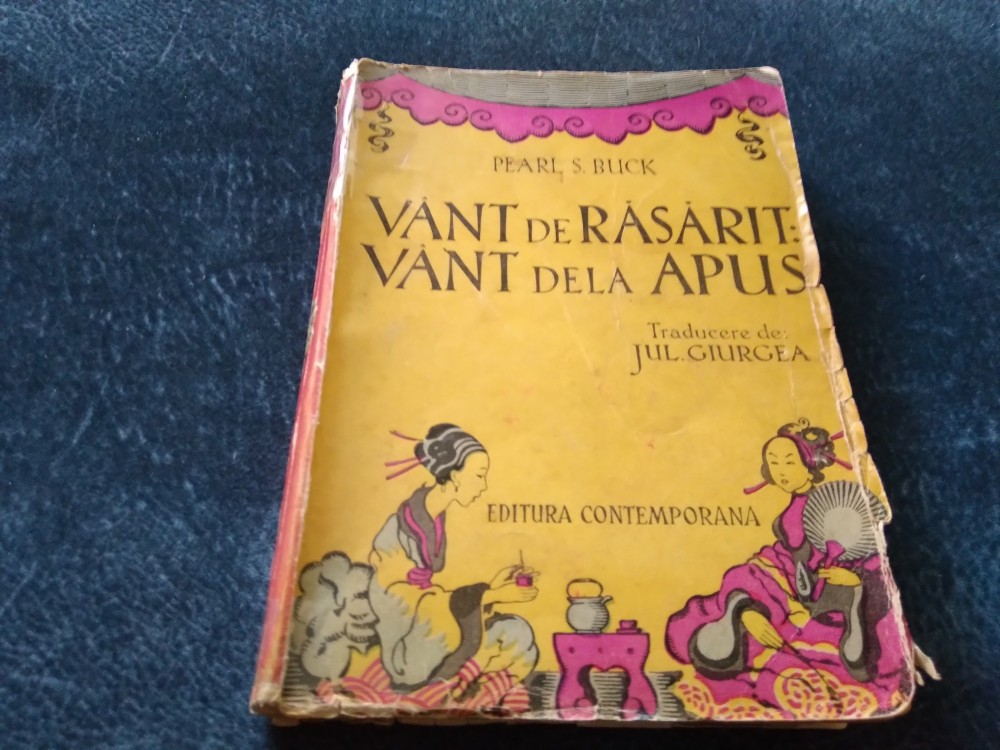 PEARL S. BUCK
VÂNT DE RĂSĂRIT:
VÂNT DELA APUS
Traducere de:
JUL. GIURGEA
EDITURA CONTEMPORANA